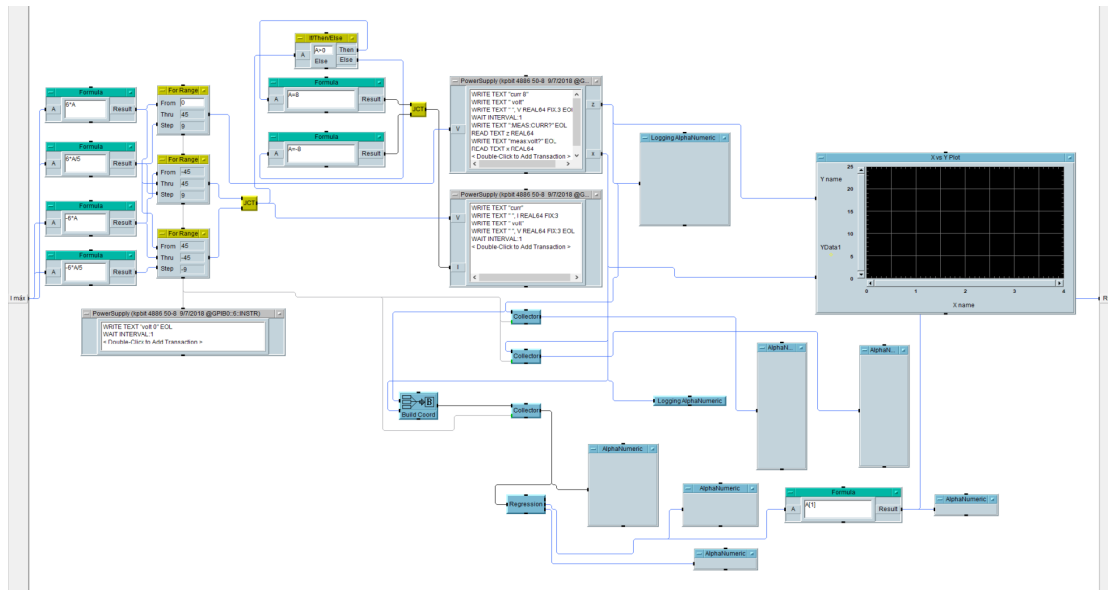 If/Then/Else
A
A>0
Then
Else
Else
Formula
A
6*A
Result
For Range
From
0
Thru
45
Step
9
Formula
A
A=8
Result
JCT
Formula
A
A=-8
Result
PowerSupply (kpbit 4886 50-8 9/7/2018 @G...
WRITE TEXT "curr 8"
WRITE TEXT " volt"
WRITE TEXT " ", V REAL64 FIX:3 EOL
WAIT INTERVAL:1
WRITE TEXT ":MEAS:CURR?" EOL
READ TEXT z REAL64
WRITE TEXT "meas:volt?" EOL
READ TEXT x REAL64
< Double-Click to Add Transaction >
V
z
x
Logging AlphaNumeric
X vs Y Plot
Y name
YData1
25
20
15
10
5
0
0
1
2
3
4
X name
Formula
A
6*A/5
Result
For Range
From
-45
Thru
45
Step
9
Formula
A
-6*A
Result
JCT
For Range
From
45
Thru
-45
Step
-9
Formula
A
-6*A/5
Result
PowerSupply (kpbit 4886 50-8 9/7/2018 @G...
WRITE TEXT "curr"
WRITE TEXT " ", I REAL64 FIX:3
WRITE TEXT " volt"
WRITE TEXT " ", V REAL64 FIX:3 EOL
WAIT INTERVAL:1
< Double-Click to Add Transaction >
V
I
I máx
R
PowerSupply (kpbit 4886 50-8 9/7/2018 @GPIB0::6::INSTR)
WRITE TEXT "volt 0" EOL
WAIT INTERVAL:1
< Double-Click to Add Transaction >
Collector
Collector
AlphaN...
AlphaN...
Build Coord
B
Collector
Logging AlphaNumeric
AlphaNumeric
Regression
AlphaNumeric
Formula
A
A[1]
Result
AlphaNumeric
AlphaNumeric